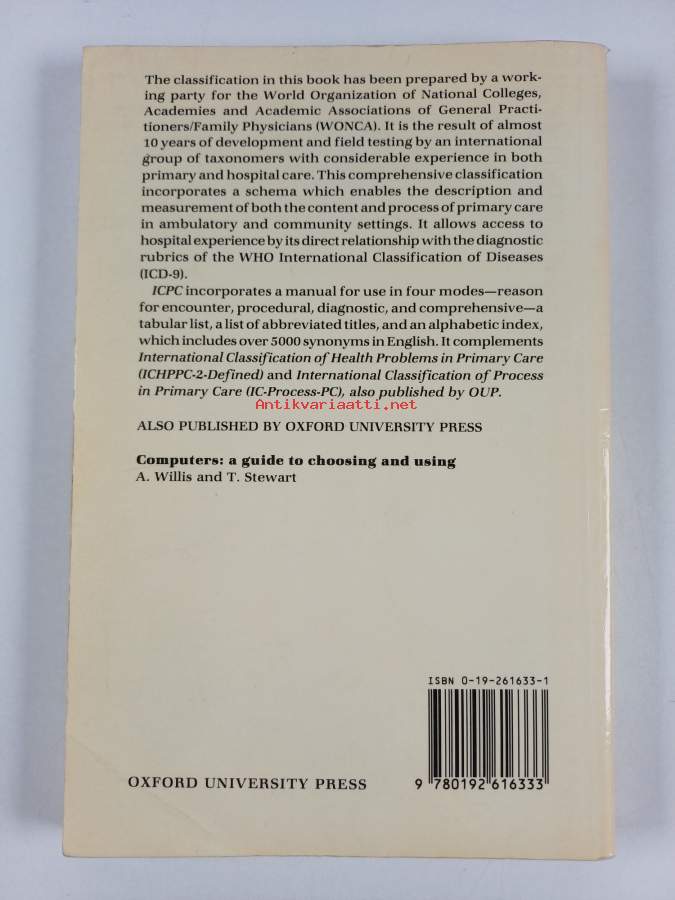 The classification in this book has been prepared by a work-
ing party for the World Organization of National Colleges,
Academies and Academic Associations of General Practi-
tioners/Family Physicians (WONCA). It is the result of almost
10 years of development and field testing by an international
group of taxonomers with considerable experience in both
primary and hospital care. This comprehensive classification
incorporates a schema which enables the description and
measurement of both the content and process of primary care
in ambulatory and community settings. It allows access to
hospital experience by its direct relationship with the diagnostic
rubrics of the WHO International Classification of Diseases
(ICD-9).
ICPC incorporates a manual for use in four modes—reason
for encounter, procedural, diagnostic, and comprehensive—a
tabular list, a list of abbreviated titles, and an alphabetic index,
which includes over 5000 synonyms in English. It complements
International Classification of Health Problems in Primary Care
(ICHPPC-2-Defined) and International Classification of Process
in Primary Care (IC-Process-PC), also published by OUP.
Antikvariaatti.net
ALSO PUBLISHED BY OXFORD UNIVERSITY PRESS
Computers: a guide to choosing and using
A. Willis and T. Stewart
ISBN 0-19-261633-1
OXFORD UNIVERSITY PRESS
9 780192 616333